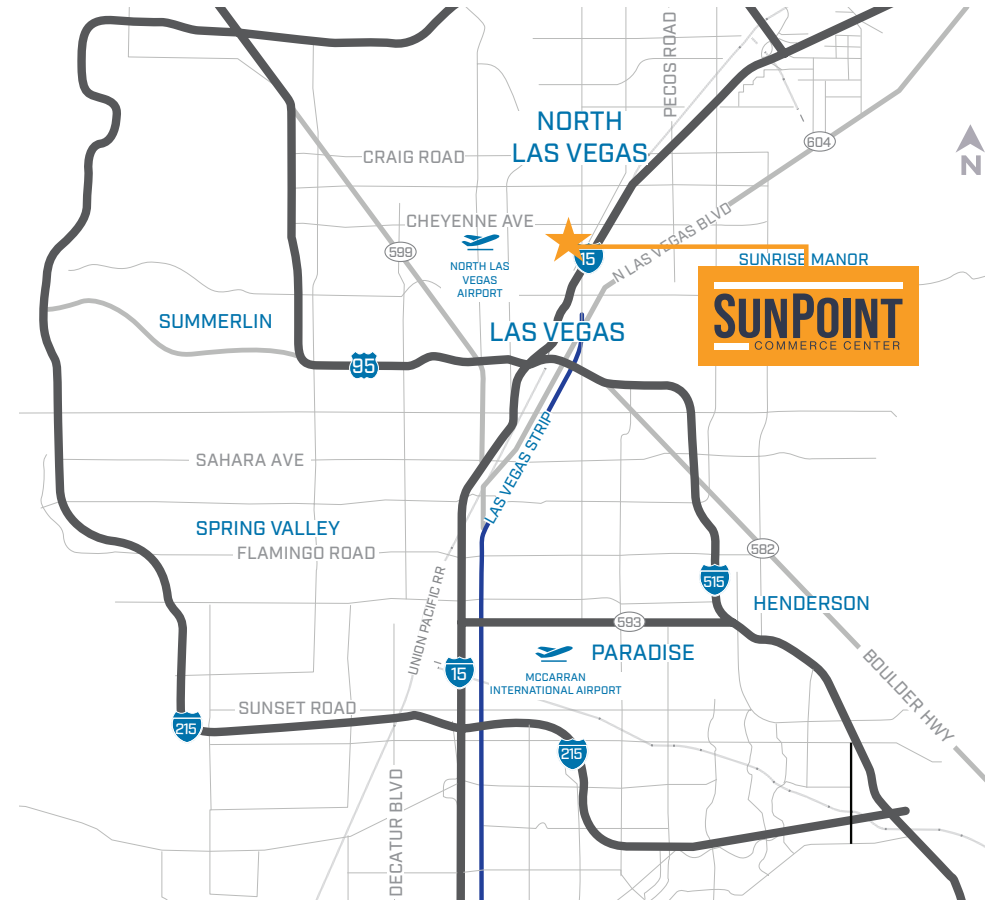 PECOS ROAD
NORTH
LAS VEGAS
604
CRAIG ROAD
N
CHEYENNE AVE
N LAS VEGAS BLVD
599
15
NORTH LAS
VEGAS
AIRPORT
SUNRISE MANOR
SUNPOINT
COMMERCE CENTER
SUMMERLIN
LAS VEGAS
95
LAS VEGAS STRIP
SAHARA AVE
SPRING VALLEY
FLAMINGO ROAD
582
515
UNION PACIFIC RR
HENDERSON
593
PARADISE
15
MCCARRAN
INTERNATIONAL AIRPORT
BOULDER HWY
SUNSET ROAD
215
215
DECATUR BLVD